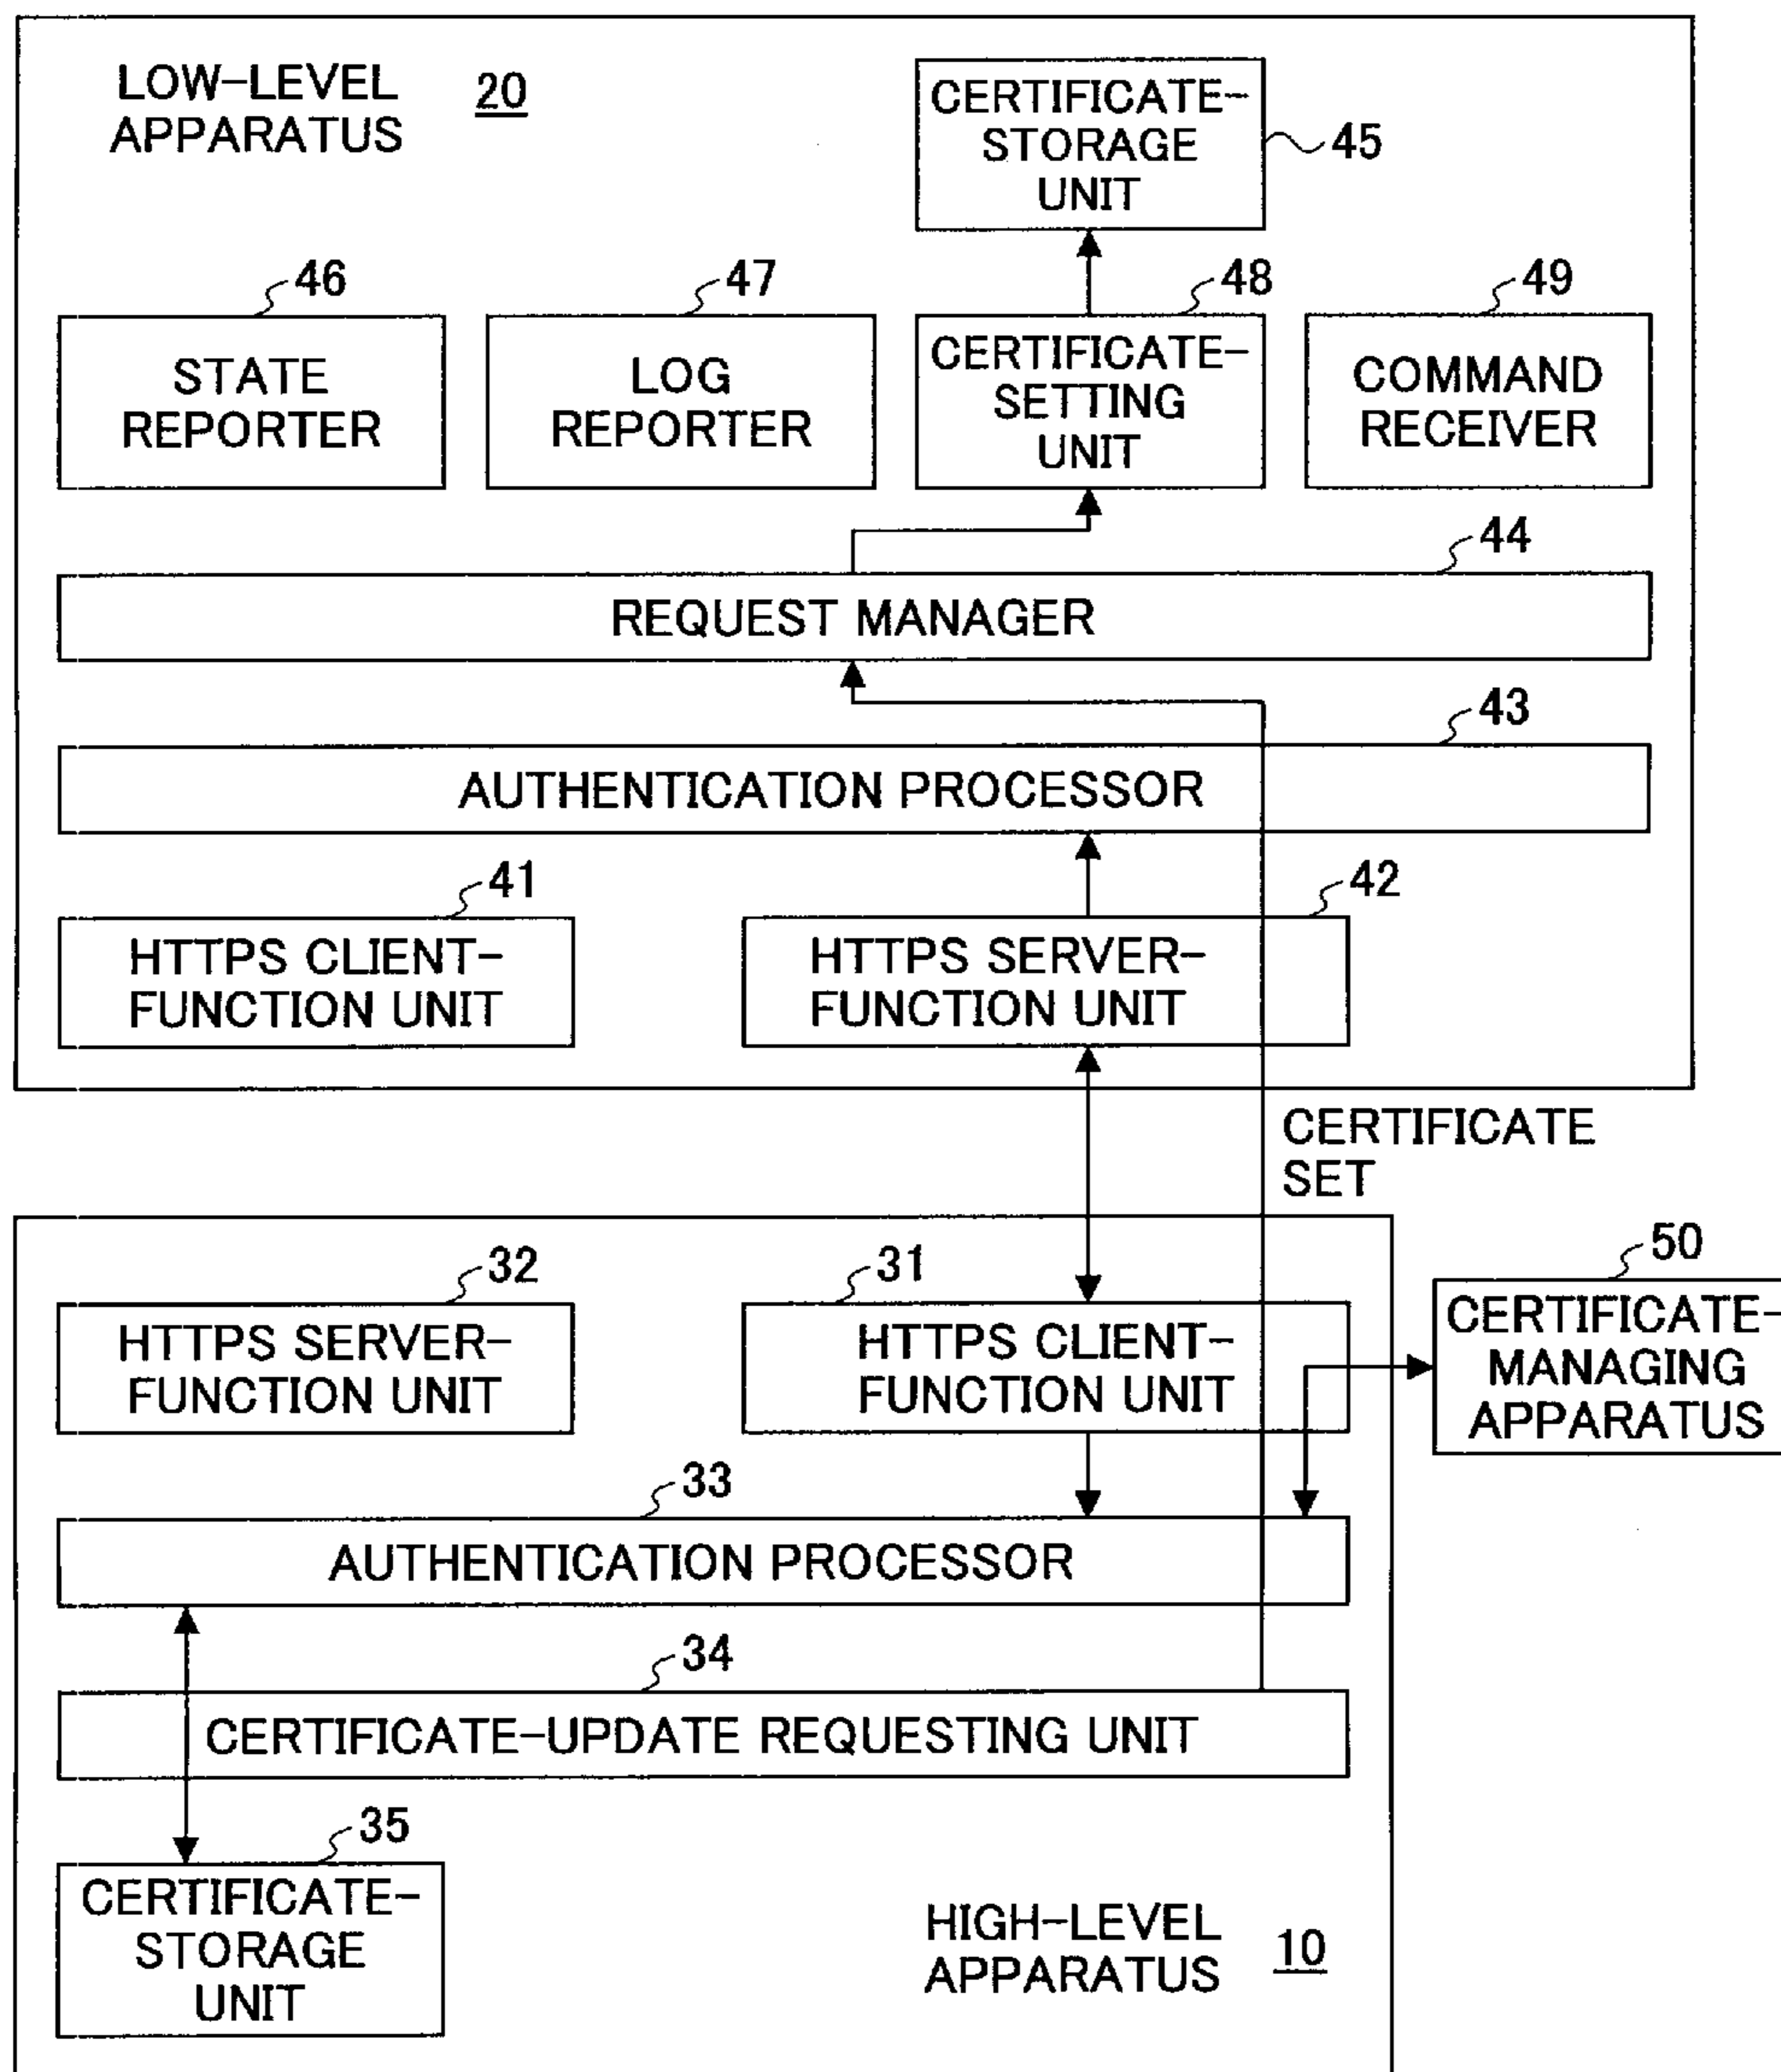 LOW-LEVEL
APPARATUS
20
CERTIFICATE-
STORAGE
UNIT
45
46
STATE
REPORTER
47
LOG
REPORTER
48
CERTIFICATE-
SETTING
UNIT
49
COMMAND
RECEIVER
44
REQUEST MANAGER
43
AUTHENTICATION PROCESSOR
41
HTTPS CLIENT-
FUNCTION UNIT
42
HTTPS SERVER-
FUNCTION UNIT
CERTIFICATE
SET
32
HTTPS SERVER-
FUNCTION UNIT
31
HTTPS CLIENT-
FUNCTION UNIT
50
CERTIFICATE-
MANAGING
APPARATUS
33
AUTHENTICATION PROCESSOR
34
CERTIFICATE-UPDATE REQUESTING UNIT
35
CERTIFICATE-
STORAGE
UNIT
HIGH-LEVEL
APPARATUS
10